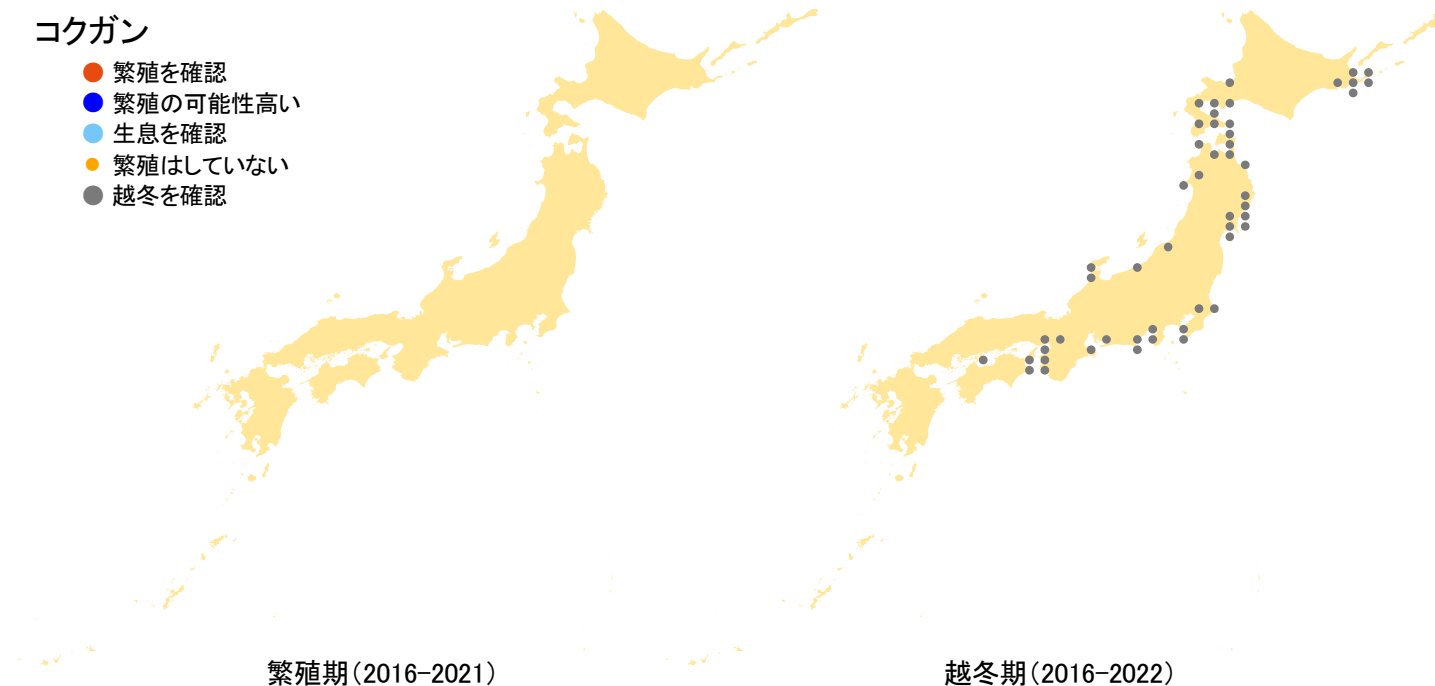 コクガン
繁殖を確認
繁殖の可能性高い
生息を確認
繁殖はしていない
越冬を確認
繁殖期(2016-2021)
越冬期(2016-2022)